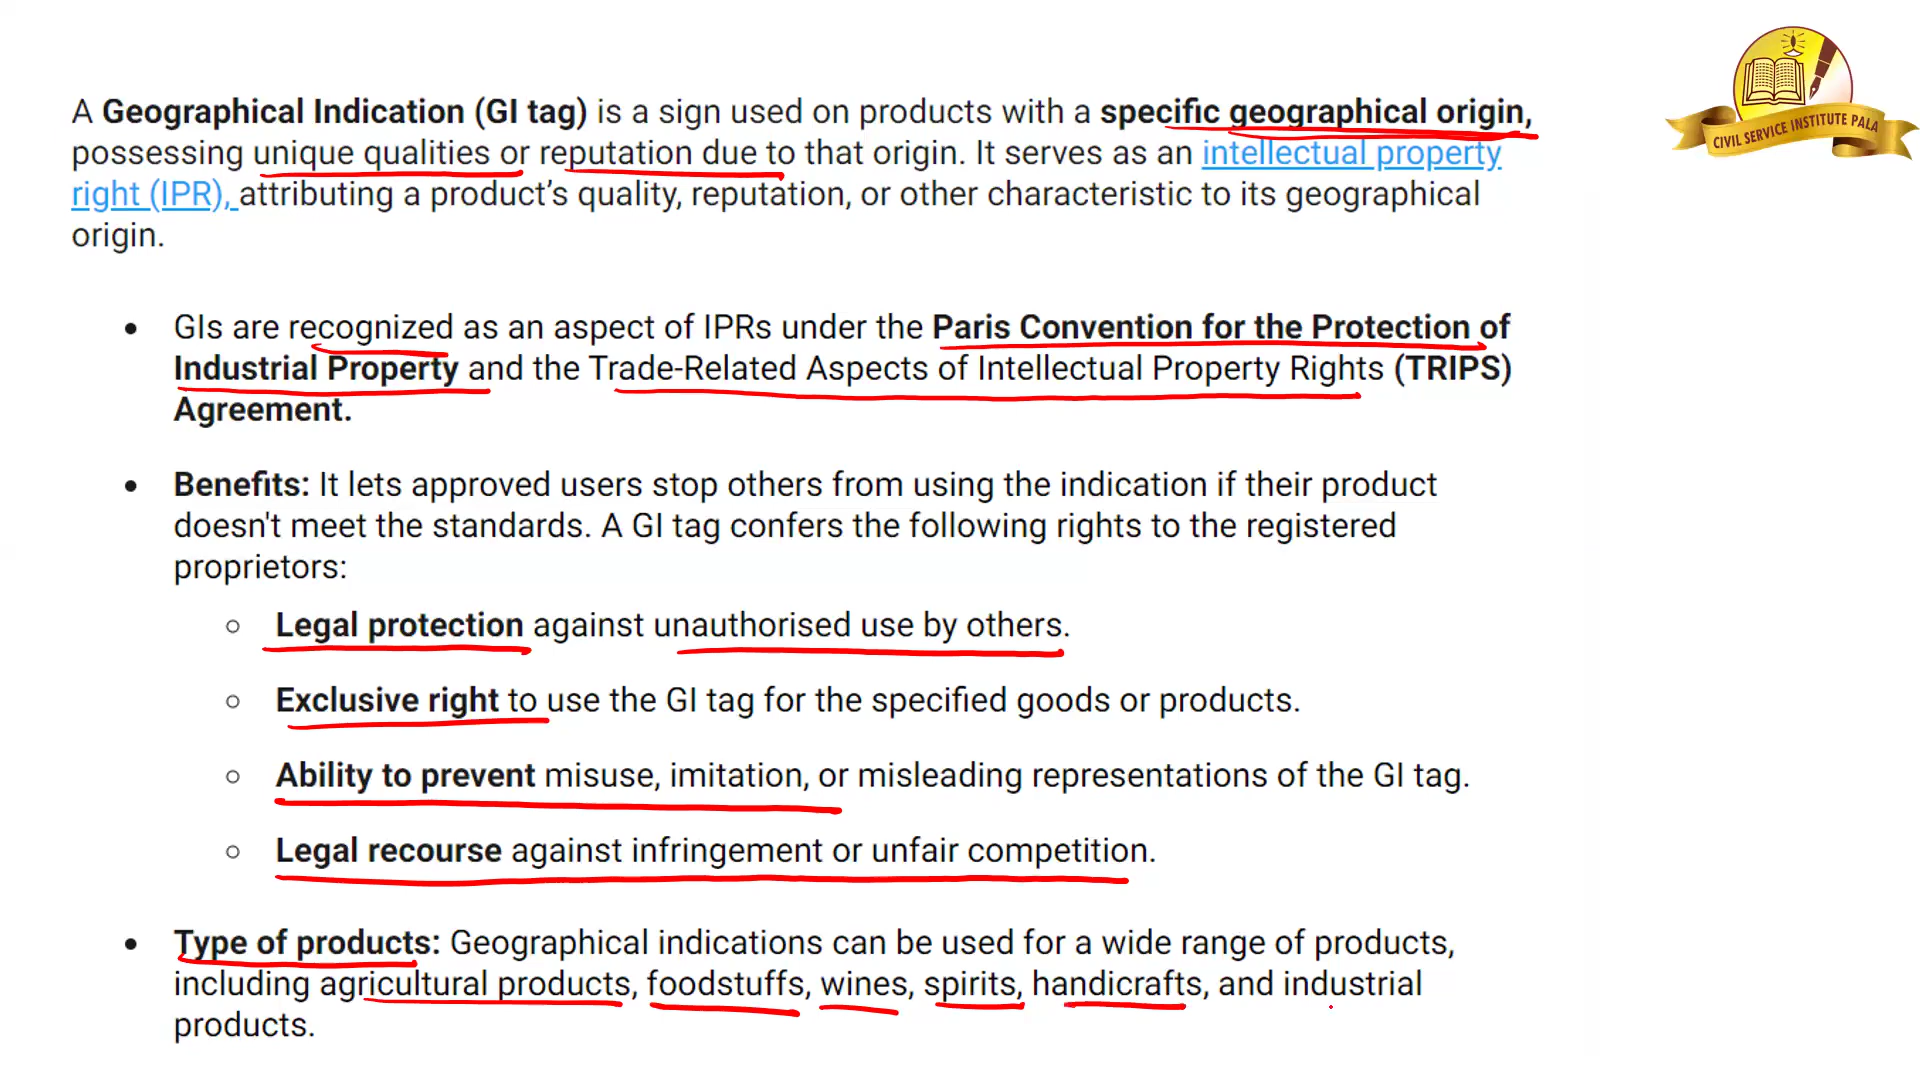 A Geographical Indication (GI tag) is a sign used on products with a specific geographical origin,
possessing unique qualities or reputation due to that origin. It serves as an intellectual property
right (IPR), attributing a product’s quality, reputation, or other characteristic to its geographical
origin.
• GIs are recognized as an aspect of IPRs under the Paris Convention for the Protection of
Industrial Property and the Trade-Related Aspects of Intellectual Property Rights (TRIPS)
Agreement.
• Benefits: It lets approved users stop others from using the indication if their product
doesn't meet the standards. A GI tag confers the following rights to the registered
proprietors:
○ Legal protection against unauthorised use by others.
○ Exclusive right to use the GI tag for the specified goods or products.
○ Ability to prevent misuse, imitation, or misleading representations of the GI tag.
○ Legal recourse against infringement or unfair competition.
• Type of products: Geographical indications can be used for a wide range of products,
including agricultural products, foodstuffs, wines, spirits, handicrafts, and industrial
products.
CIVIL SERVICE INSTITUTE PALA